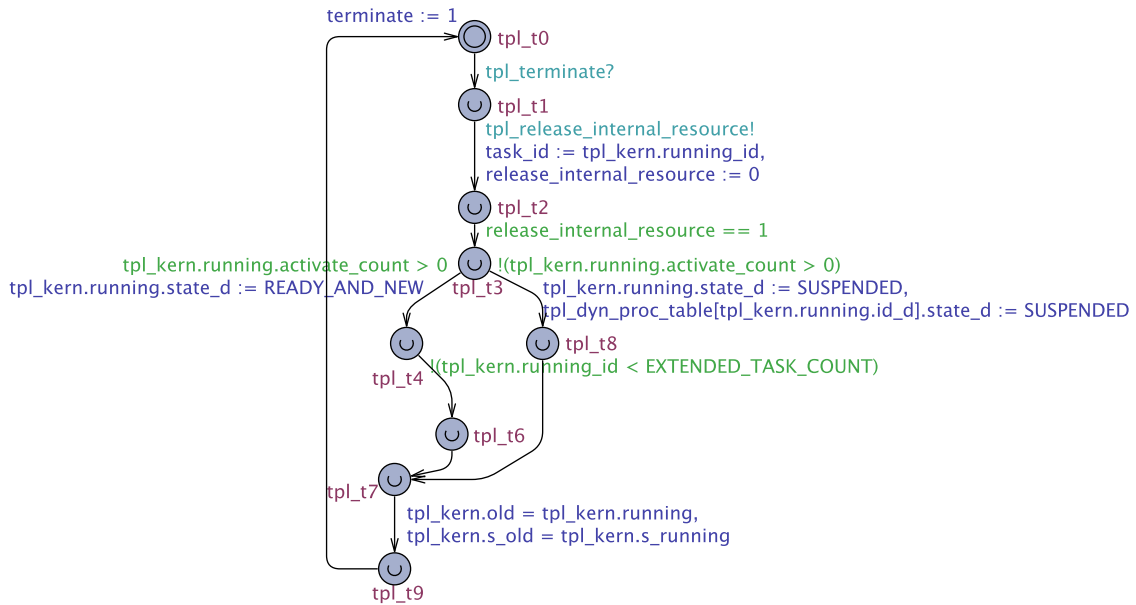 terminate := 1
tpl_t0
tpl_terminate?
tpl_t1
tpl_release_internal_resource!
task_id := tpl_kern.running_id,
release_internal_resource := 0
tpl_t2
release_internal_resource == 1
tpl_kern.running.activate_count > 0
!(tpl_kern.running.activate_count > 0)
tpl_kern.running.state_d := READY_AND_NEW
tpl_t3
tpl_kern.running.state_d := SUSPENDED,
tpl_dyn_proc_table[tpl_kern.running.id_d].state_d := SUSPENDED
tpl_t8
!(tpl_kern.running_id < EXTENDED_TASK_COUNT)
tpl_t4
tpl_t6
tpl_t7
tpl_kern.old = tpl_kern.running,
tpl_kern.s_old = tpl_kern.s_running
tpl_t9